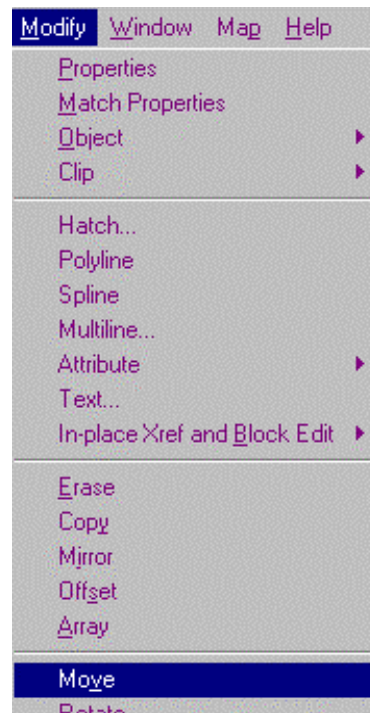 Modify Window Map Help
Properties
Match Properties
Object
Clip
Hatch...
Polyline
Spline
Multiline...
Attribute
Text...
In-place Xref and Block Edit
Erase
Copy
Mirror
Offset
Array
Move
Rotate